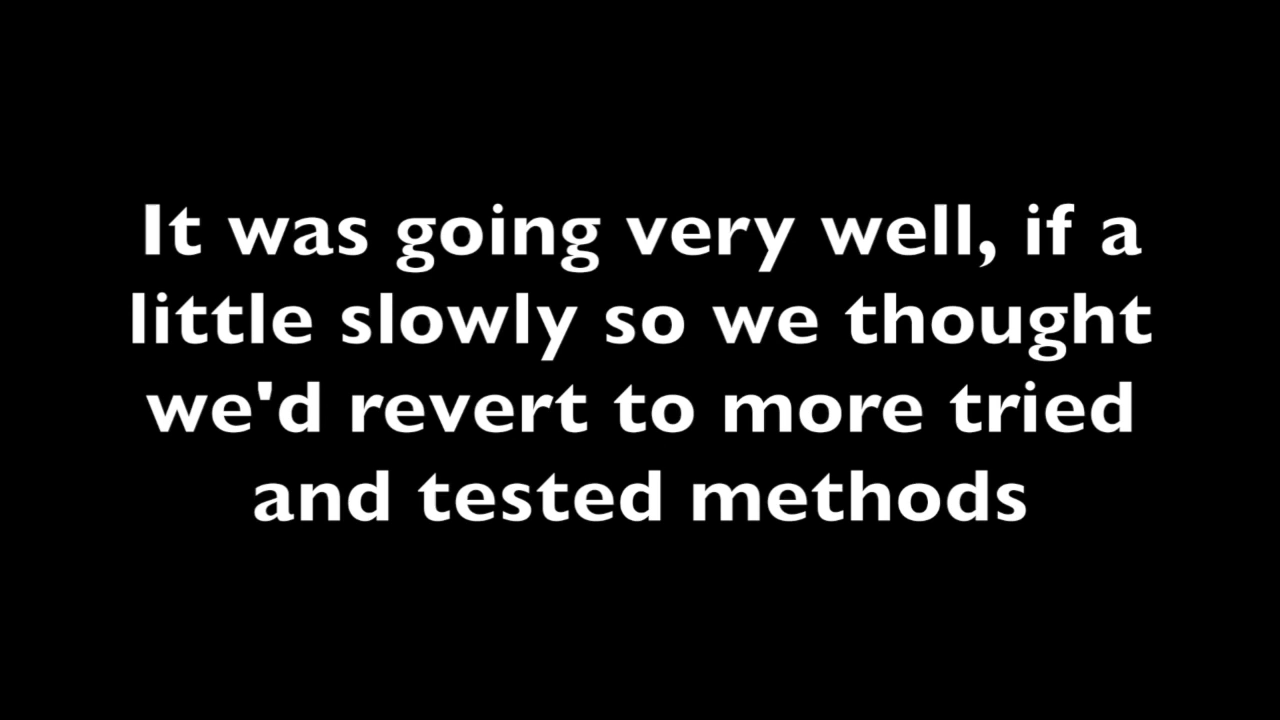 It was going very well, if a
little slowly so we thought
we'd revert to more tried
and tested methods